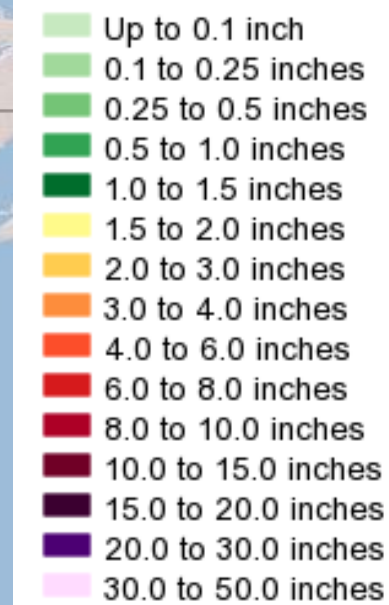 Up to 0.1 inch
0.1 to 0.25 inches
0.25 to 0.5 inches
0.5 to 1.0 inches
1.0 to 1.5 inches
1.5 to 2.0 inches
2.0 to 3.0 inches
3.0 to 4.0 inches
4.0 to 6.0 inches
6.0 to 8.0 inches
8.0 to 10.0 inches
10.0 to 15.0 inches
15.0 to 20.0 inches
20.0 to 30.0 inches
30.0 to 50.0 inches